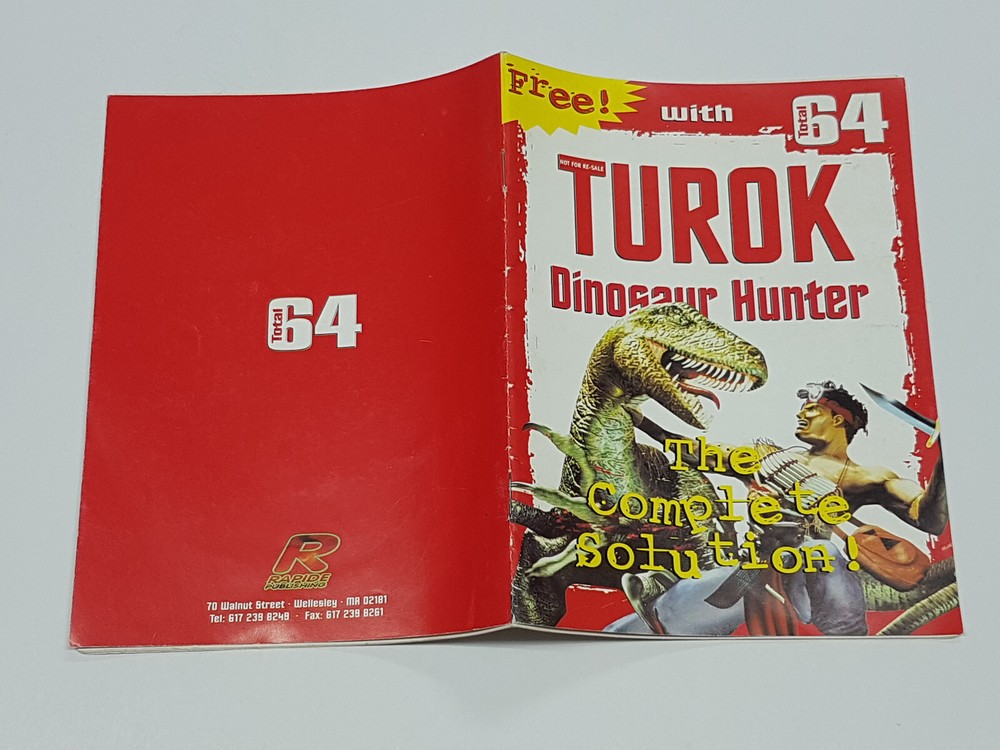 Free!
with
Total 64
NOT FOR RE-SALE
TUROK
Dinosaur Hunter
The
Complete
Solution!
Total 64
R
RAPIDE
PUBLISHING
70 Walnut Street · Wellesley · MA 02181
Tel: 617 239 8249 · Fax: 617 239 8261